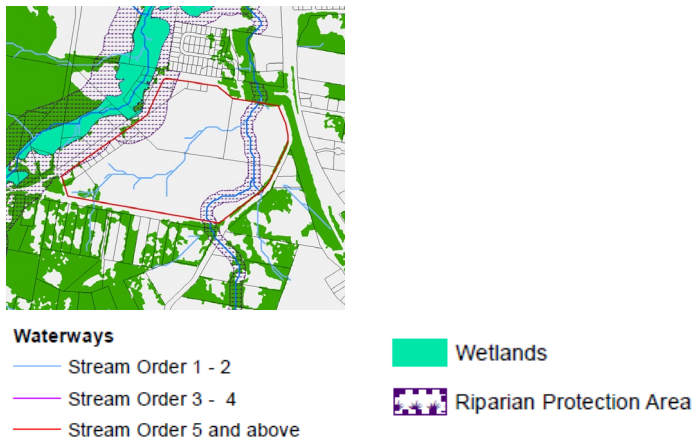 Waterways
Stream Order 1 - 2
Stream Order 3 - 4
Stream Order 5 and above
Wetlands
Riparian Protection Area